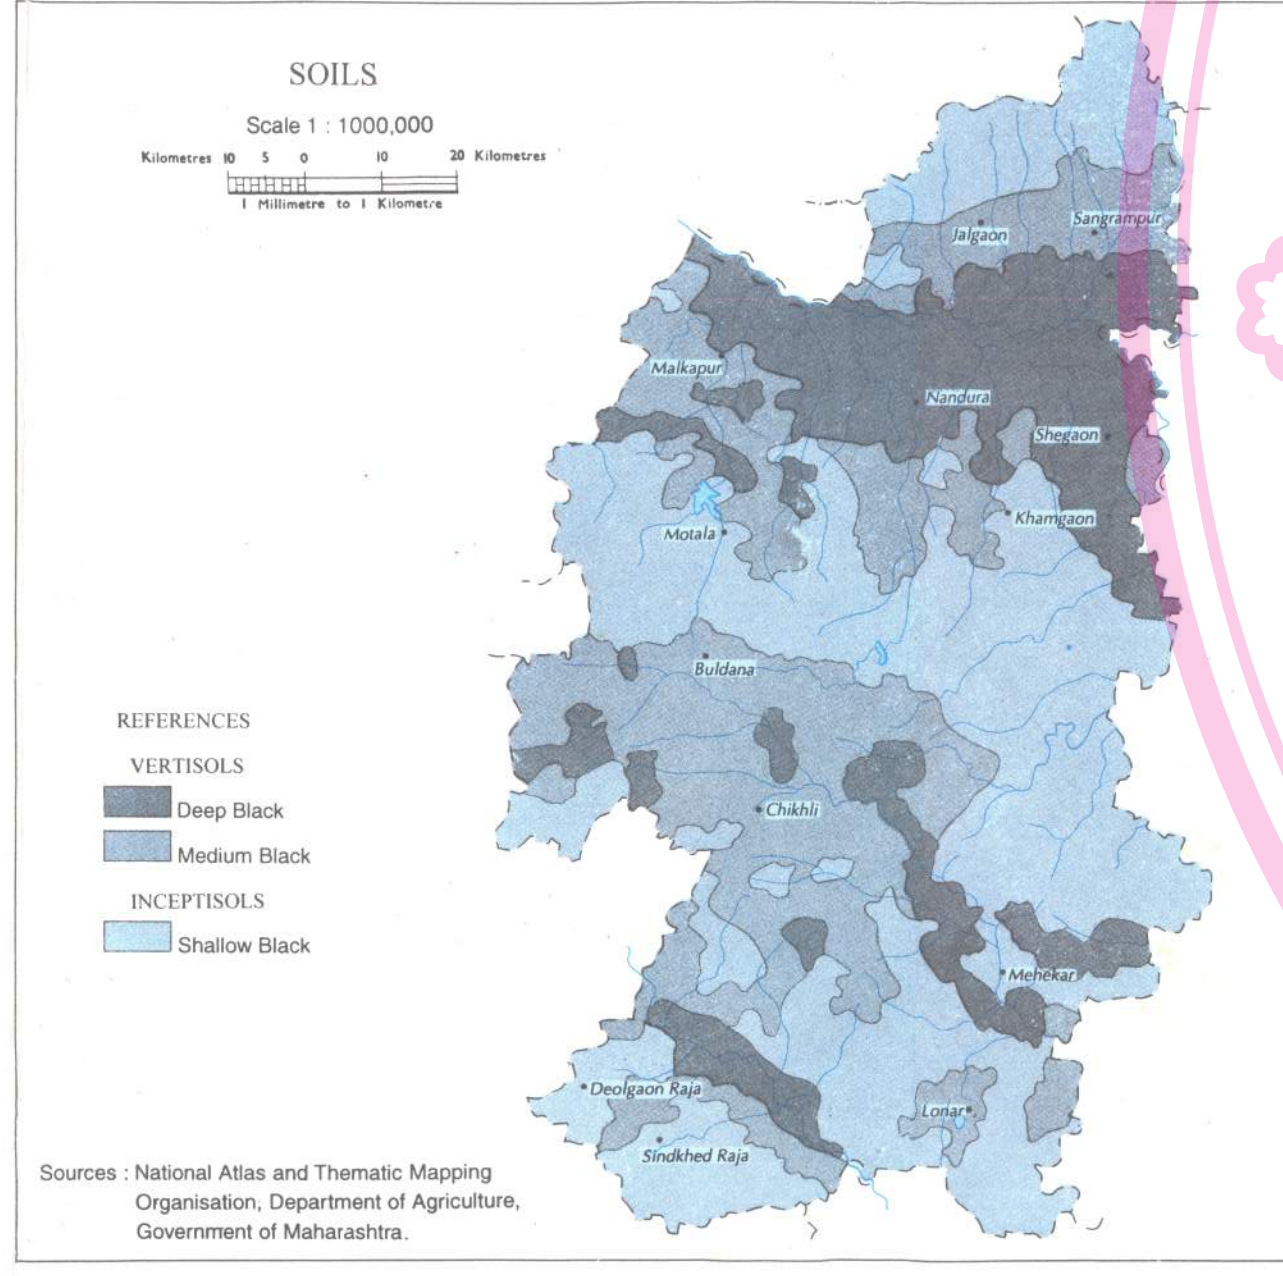 SOILS
Scale 1 : 1000,000
Kilometres 10 5 0 10 20 Kilometres
1 Millimetre to 1 Kilometre
Sangrampur
Jalgaon
Malkapur
Nandura
Shegaon
Khamgaon
Motala
Buldana
REFERENCES
VERTISOLS
Deep Black
Chikhli
Medium Black
INCEPTISOLS
Shallow Black
Mehekar
Deolgaon Raja
Lonar
Sindkhed Raja
Sources : National Atlas and Thematic Mapping
Organisation, Department of Agriculture,
Government of Maharashtra.